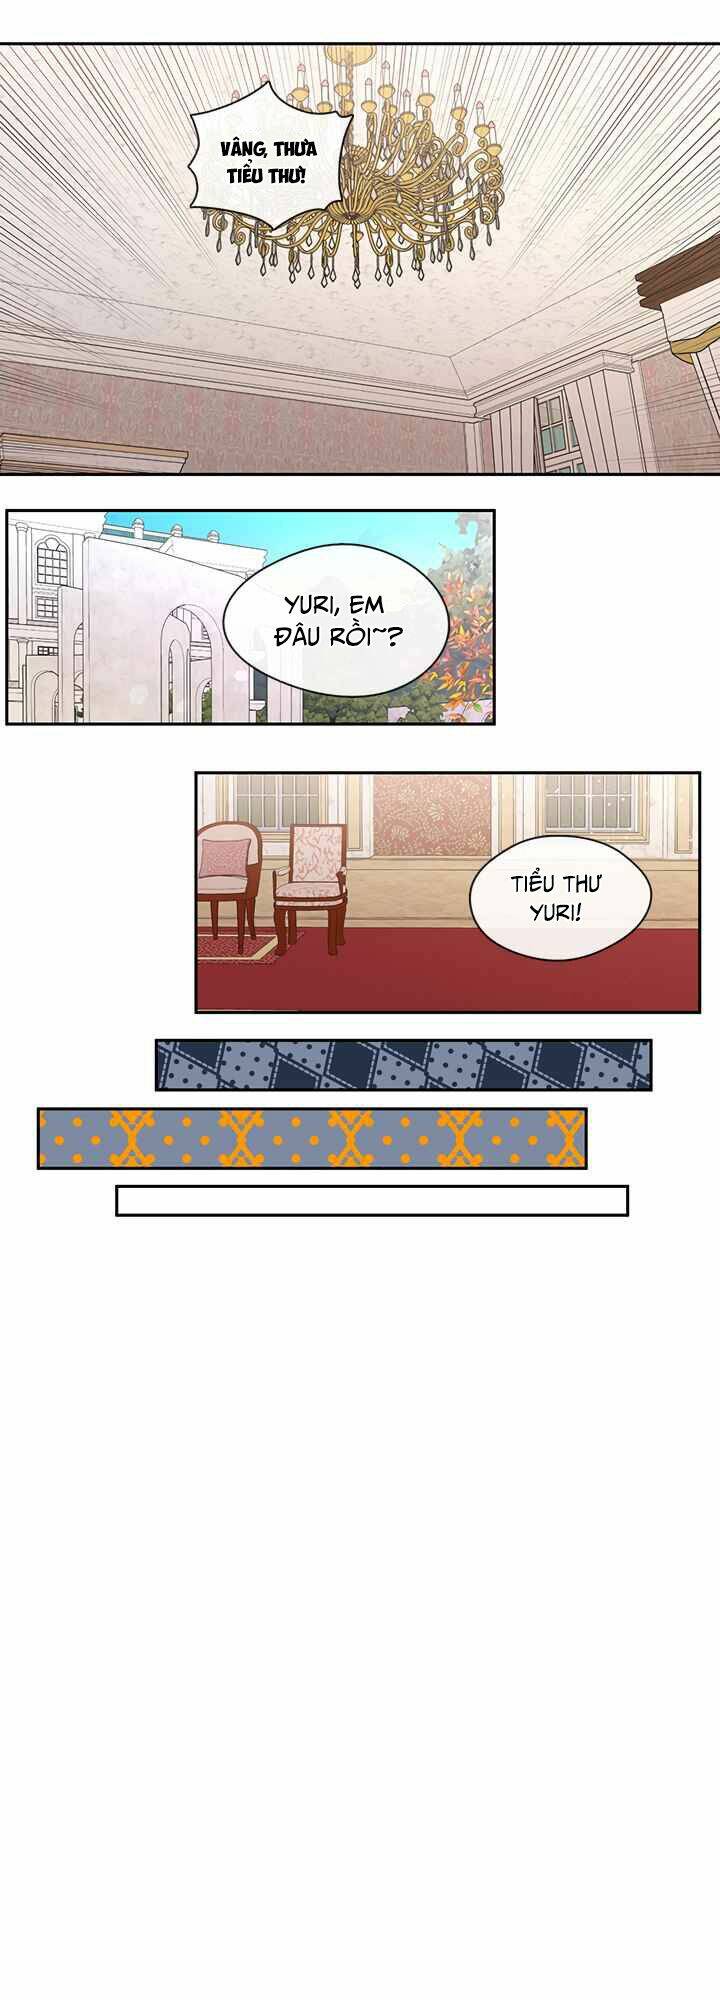 VÂNG, THƯA
TIỂU THƯ!
YURI, EM
ĐÂU RỒI~?
TIỂU THƯ
YURI!